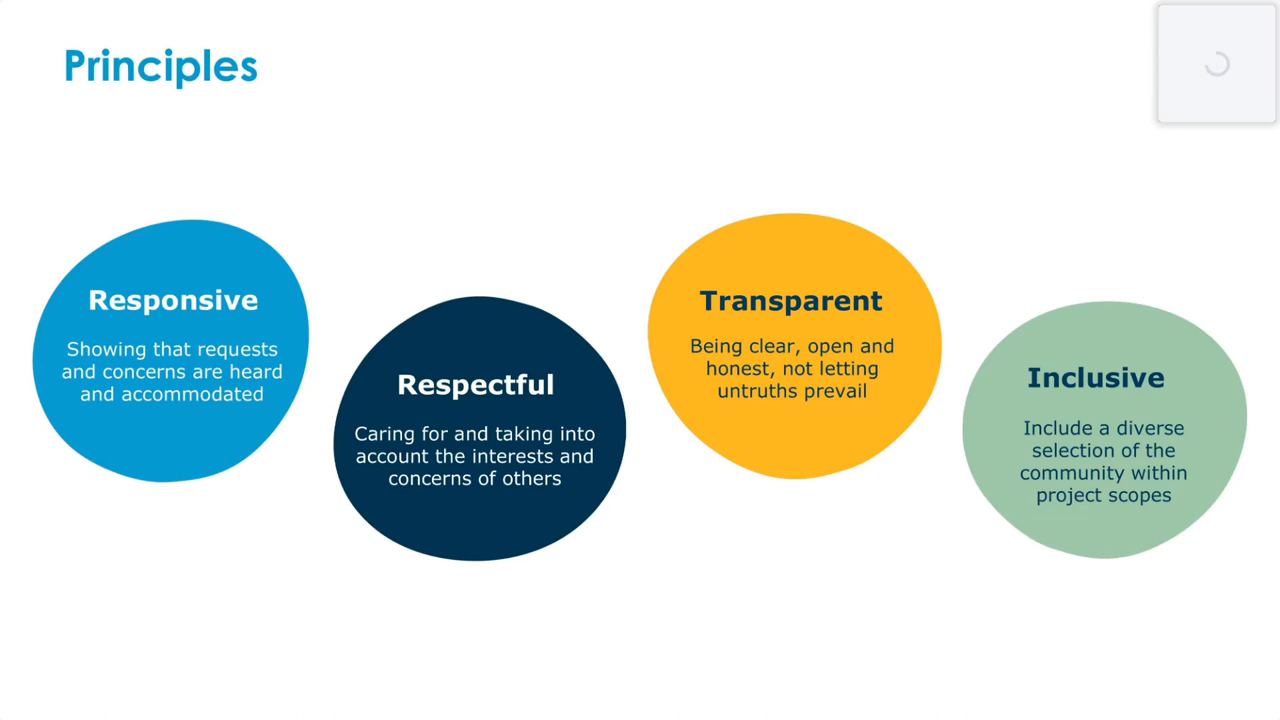 Principles
Responsive
Showing that requests
and concerns are heard
and accommodated
Respectful
Caring for and taking into
account the interests and
concerns of others
Transparent
Being clear, open and
honest, not letting
untruths prevail
Inclusive
Include a diverse
selection of the
community within
project scopes